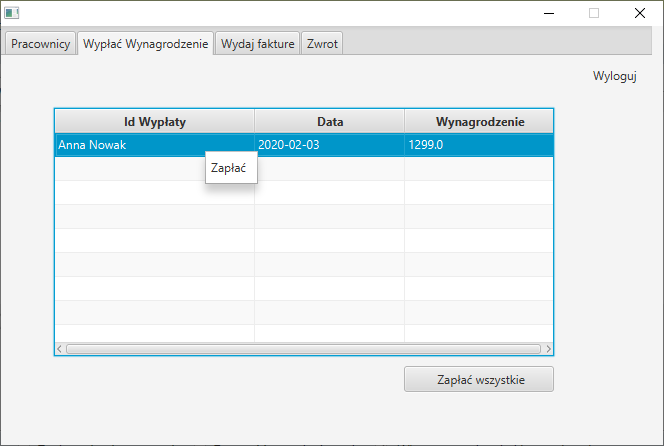 Pracownicy Wypłać Wynagrodzenie Wydaj fakture Zwrot
Wyloguj
Id Wypłaty Data Wynagrodzenie
Anna Nowak 2020-02-03 1299.0
Zapłać
Zapłać wszystkie